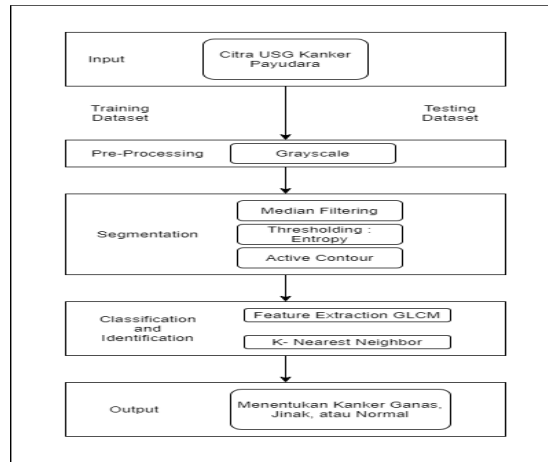 Input
Citra USG Kanker
Payudara
Training
Dataset
Testing
Dataset
Pre-Processing
Grayscale
Segmentation
Median Filtering
Thresholding :
Entropy
Active Contour
Classification
and
Identification
Feature Extraction GLCM
K- Nearest Neighbor
Output
Menentukan Kanker Ganas,
Jinak, atau Normal